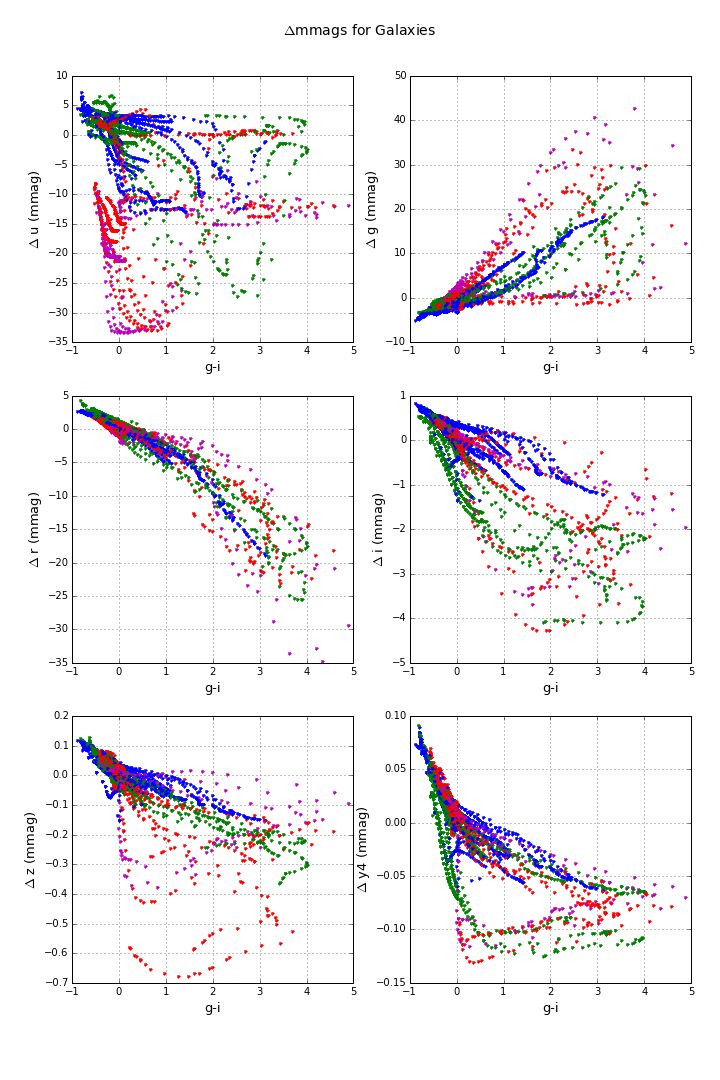 Δmmags for Galaxies
10
5
0
−5
−10
−15
−20
−25
−30
−35
Δ u (mmag)
−1 0 1 2 3 4 5
g-i
50
40
30
20
10
0
−10
Δ g (mmag)
−1 0 1 2 3 4 5
g-i
5
0
−5
−10
−15
−20
−25
−30
−35
Δ r (mmag)
−1 0 1 2 3 4 5
g-i
1
0
−1
−2
−3
−4
−5
Δ i (mmag)
−1 0 1 2 3 4 5
g-i
0.2
0.1
0.0
−0.1
−0.2
−0.3
−0.4
−0.5
−0.6
−0.7
Δ z (mmag)
−1 0 1 2 3 4 5
g-i
0.10
0.05
0.00
−0.05
−0.10
−0.15
Δ y4 (mmag)
−1 0 1 2 3 4 5
g-i